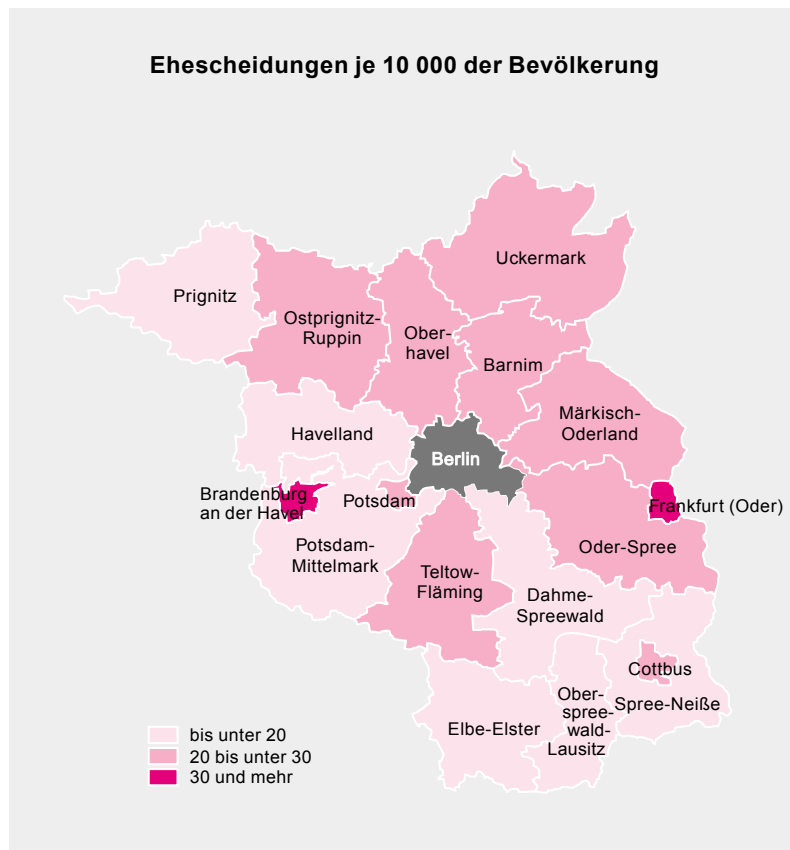 Ehescheidungen je 10 000 der Bevölkerung
Uckermark
Prignitz
Ostprignitz-
Ruppin
Ober-
havel
Barnim
Märkisch-
Oderland
Havelland
Berlin
Brandenburg
an der Havel
Potsdam
Frankfurt (Oder)
Potsdam-
Mittelmark
Oder-Spree
Teltow-
Fläming
Dahme-
Spreewald
Cottbus
Spree-Neiße
Elbe-Elster
Ober-
spree-
wald-
Lausitz
bis unter 20
20 bis unter 30
30 und mehr